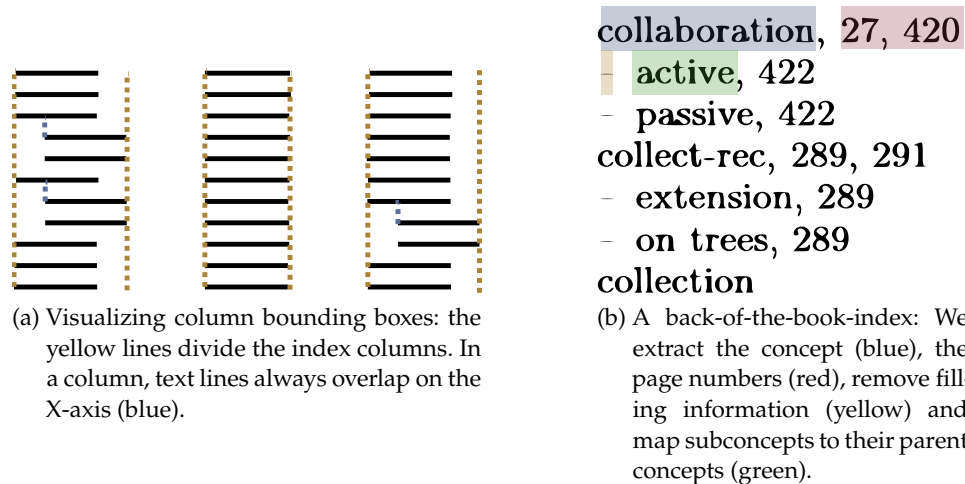 collaboration, 27, 420
– active, 422
– passive, 422
collect-rec, 289, 291
– extension, 289
– on trees, 289
collection
(a) Visualizing column bounding boxes: the
yellow lines divide the index columns. In
a column, text lines always overlap on the
X-axis (blue).
(b) A back-of-the-book-index: We
extract the concept (blue), the
page numbers (red), remove fill-
ing information (yellow) and
map subconcepts to their parent
concepts (green).